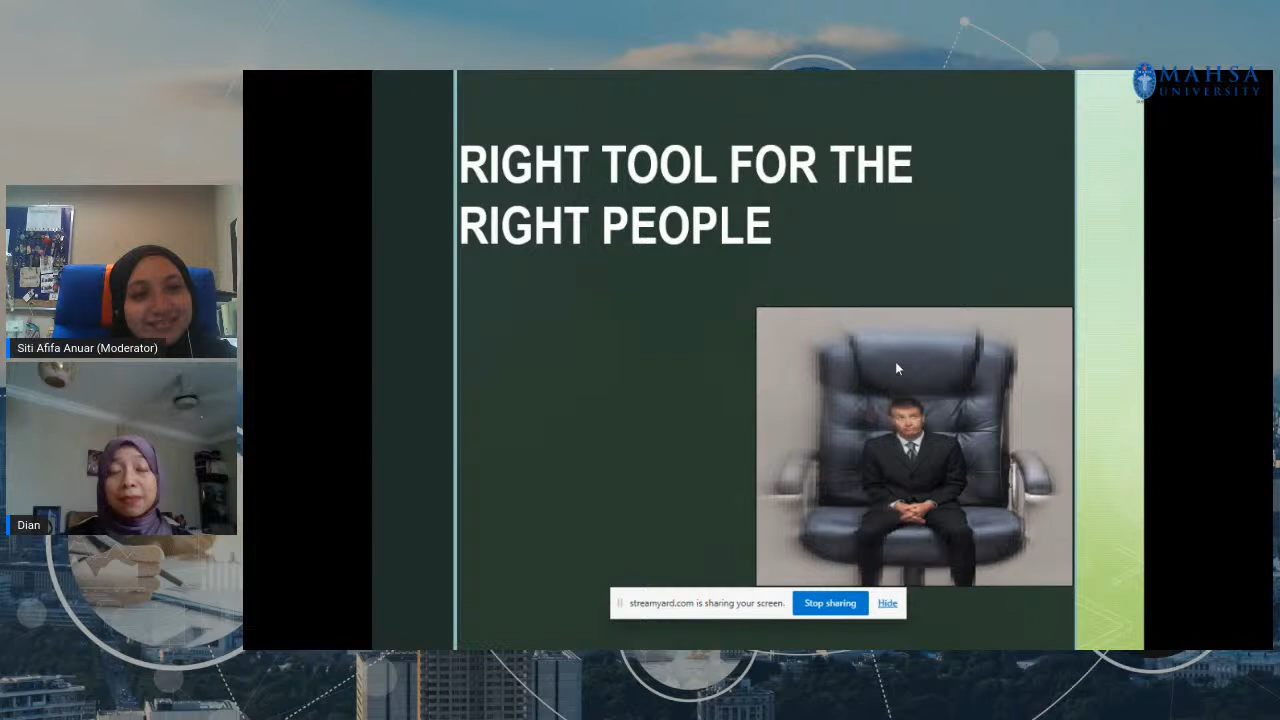 MAHSA
UNIVERSITY
RIGHT TOOL FOR THE
RIGHT PEOPLE
Siti Afifa Anuar (Moderator)
Dian
streamyard.com is sharing your screen.
Stop sharing
Hide